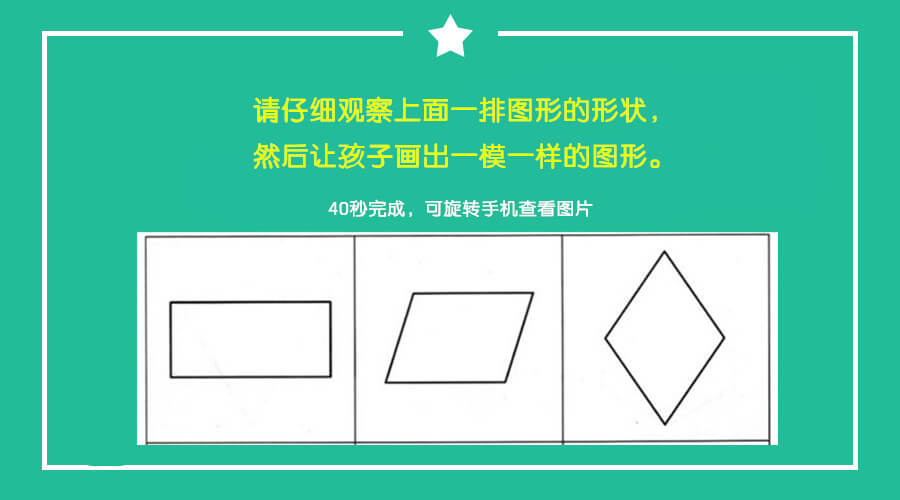 请仔细观察上面一排图形的形状，
然后让孩子画出一模一样的图形。
40秒完成，可旋转手机查看图片